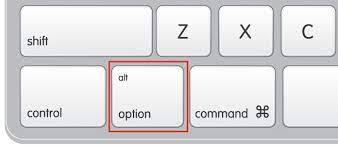 shift
Z
X
C
alt
control
option
command ⌘